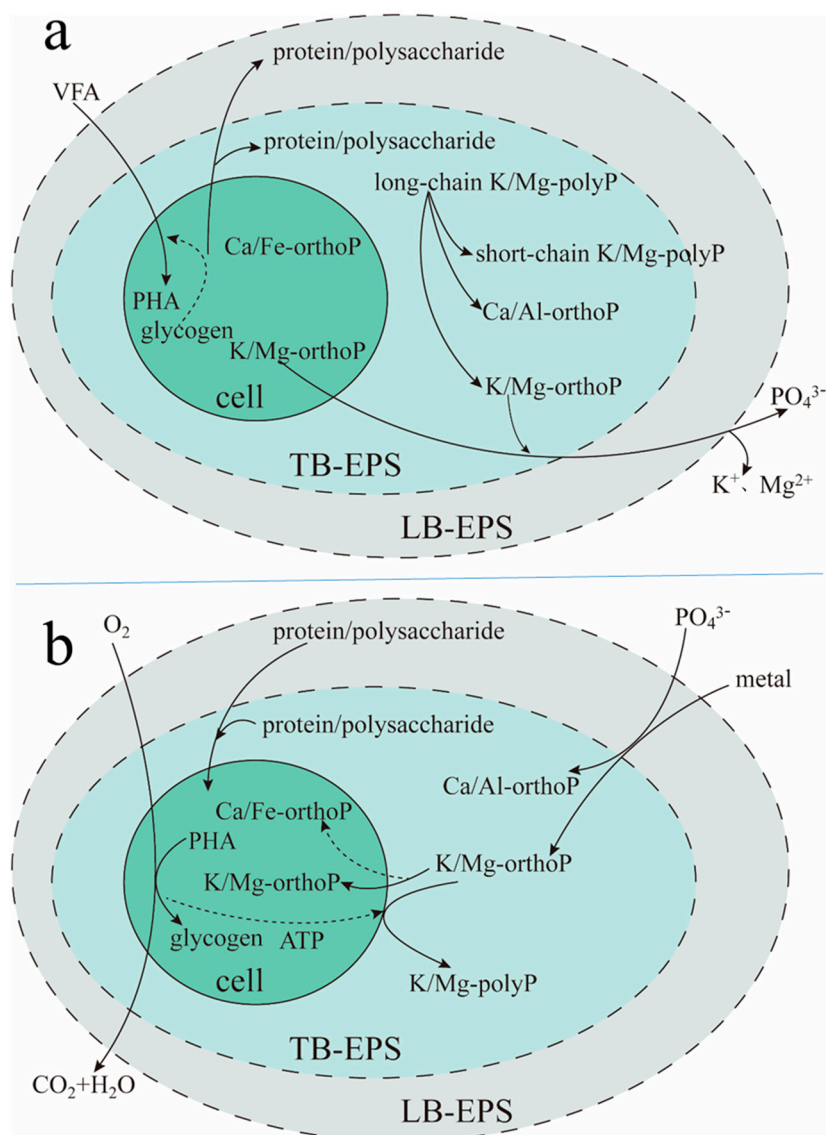 a
protein/polysaccharide
VFA
protein/polysaccharide
long-chain K/Mg-polyP
Ca/Fe-orthoP
short-chain K/Mg-polyP
PHA
Ca/Al-orthoP
glycogen
K/Mg-orthoP
K/Mg-orthoP
cell
PO₄³⁻
TB-EPS
K⁺、Mg²⁺
LB-EPS
b
O₂
protein/polysaccharide
PO₄³⁻
metal
protein/polysaccharide
Ca/Al-orthoP
Ca/Fe-orthoP
PHA
K/Mg-orthoP
K/Mg-orthoP
glycogen ATP
cell
K/Mg-polyP
TB-EPS
CO₂+H₂O
LB-EPS